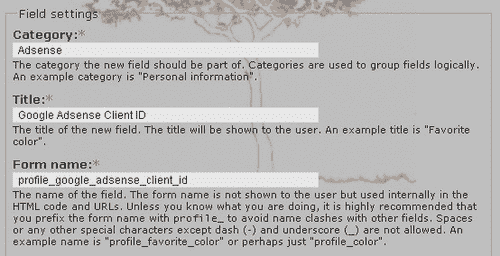 Field settings
Category:*
Adsense
The category the new field should be part of. Categories are used to group fields logically.
An example category is "Personal information".
Title:*
Google Adsense Client ID
The title of the new field. The title will be shown to the user. An example title is "Favorite
color".
Form name:*
profile_google_adsense_client_id
The name of the field. The form name is not shown to the user but used internally in the
HTML code and URLs. Unless you know what you are doing, it is highly recommended that
you prefix the form name with profile_ to avoid name clashes with other fields. Spaces
or any other special characters except dash (-) and underscore (_) are not allowed. An
example name is "profile_favorite_color" or perhaps just "profile_color".